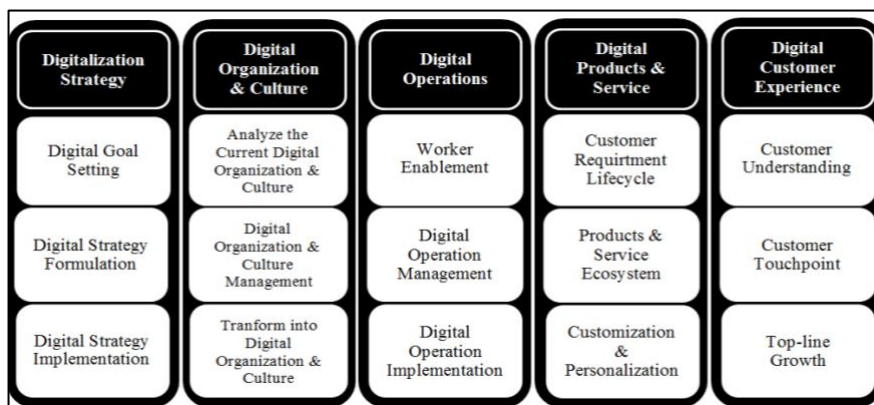 Digitalization
Strategy
Digital Goal
Setting
Digital Strategy
Formulation
Digital Strategy
Implementation
Digital
Organization
& Culture
Analyze the
Current Digital
Organization &
Culture
Digital
Organization &
Culture
Management
Tranform into
Digital
Organization &
Culture
Digital
Operations
Worker
Enablement
Digital
Operation
Management
Digital
Operation
Implementation
Digital
Products &
Service
Customer
Requirtment
Lifecycle
Products &
Service
Ecosystem
Customization
&
Personalization
Digital
Customer
Experience
Customer
Understanding
Customer
Touchpoint
Top-line
Growth